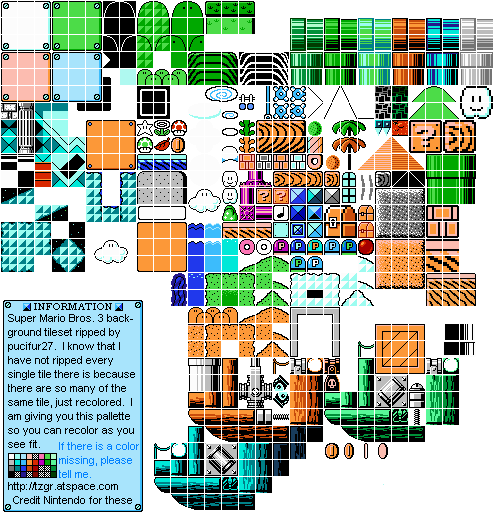 INFORMATION
Super Mario Bros. 3 back-
ground tileset ripped by
pucifur27. I know that I
have not ripped every
single tile there is because
there are so many of the
same tile, just recolored. I
am giving you this pallette
so you can recolor as you
see fit. If there is a color
missing, please
tell me.
http://tzgr.atspace.com
Credit Nintendo for these
? ?
? ?
P P P P
P P